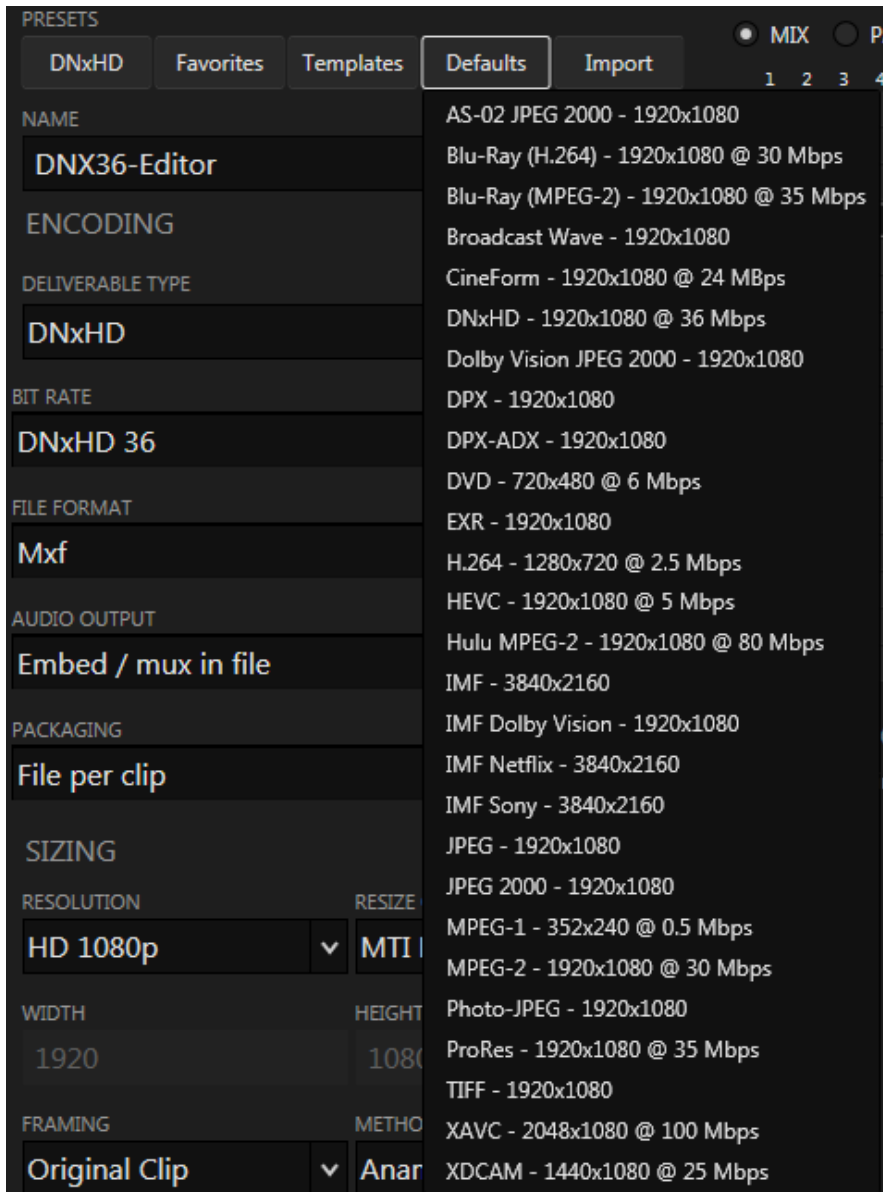 PRESETS
MIX P
DNxHD Favorites Templates Defaults Import
1 2 3 4
NAME
DNX36-Editor
ENCODING
DELIVERABLE TYPE
DNxHD
BIT RATE
DNxHD 36
FILE FORMAT
Mxf
AUDIO OUTPUT
Embed / mux in file
PACKAGING
File per clip
SIZING
RESOLUTION RESIZE
HD 1080p MTI
WIDTH HEIGHT
1920 1080
FRAMING METHO
Original Clip Anar
AS-02 JPEG 2000 - 1920x1080
Blu-Ray (H.264) - 1920x1080 @ 30 Mbps
Blu-Ray (MPEG-2) - 1920x1080 @ 35 Mbps
Broadcast Wave - 1920x1080
CineForm - 1920x1080 @ 24 MBps
DNxHD - 1920x1080 @ 36 Mbps
Dolby Vision JPEG 2000 - 1920x1080
DPX - 1920x1080
DPX-ADX - 1920x1080
DVD - 720x480 @ 6 Mbps
EXR - 1920x1080
H.264 - 1280x720 @ 2.5 Mbps
HEVC - 1920x1080 @ 5 Mbps
Hulu MPEG-2 - 1920x1080 @ 80 Mbps
IMF - 3840x2160
IMF Dolby Vision - 1920x1080
IMF Netflix - 3840x2160
IMF Sony - 3840x2160
JPEG - 1920x1080
JPEG 2000 - 1920x1080
MPEG-1 - 352x240 @ 0.5 Mbps
MPEG-2 - 1920x1080 @ 30 Mbps
Photo-JPEG - 1920x1080
ProRes - 1920x1080 @ 35 Mbps
TIFF - 1920x1080
XAVC - 2048x1080 @ 100 Mbps
XDCAM - 1440x1080 @ 25 Mbps